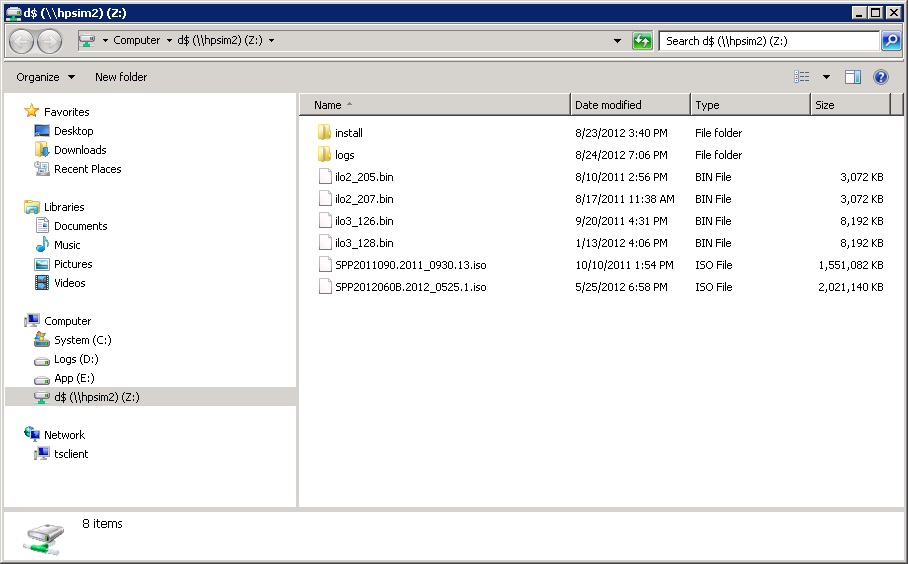 d$ (\\hpsim2) (Z:)
Computer d$ (\\hpsim2) (Z:) Search d$ (\\hpsim2) (Z:)
Organize New folder
Favorites
Desktop
Downloads
Recent Places
Libraries
Documents
Music
Pictures
Videos
Computer
System (C:)
Logs (D:)
App (E:)
d$ (\\hpsim2) (Z:)
Network
tsclient
Name Date modified Type Size
install 8/23/2012 3:40 PM File folder
logs 8/24/2012 7:06 PM File folder
ilo2_205.bin 8/10/2011 2:56 PM BIN File 3,072 KB
ilo2_207.bin 8/17/2011 11:38 AM BIN File 3,072 KB
ilo3_126.bin 9/20/2011 4:31 PM BIN File 8,192 KB
ilo3_128.bin 1/13/2012 4:06 PM BIN File 8,192 KB
SPP2011090.2011_0930.13.iso 10/10/2011 1:54 PM ISO File 1,551,082 KB
SPP2012060B.2012_0525.1.iso 5/25/2012 6:58 PM ISO File 2,021,140 KB
8 items